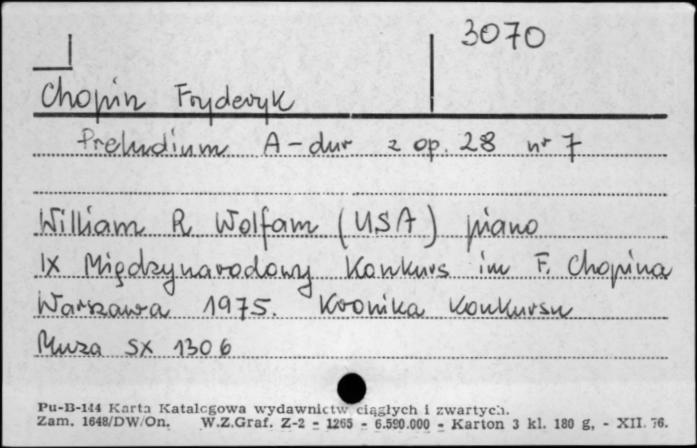 3070
Chopin Fryderyk
Preludium A-dur z op. 28 nr 7
William R Wolfam (USA) piano
IX Międzynarodowy Konkurs im F. Chopina
Warszawa 1975. Kronika Konkursu
Muza SX 1306
Pu-B-144 Karta Katalogowa wydawnictw ciągłych i zwartych.
Zam. 1648/DW/On. W.Z.Graf. Z-2 - 1265 - 6.590.000 - Karton 3 kl. 180 g, - XII. 76.